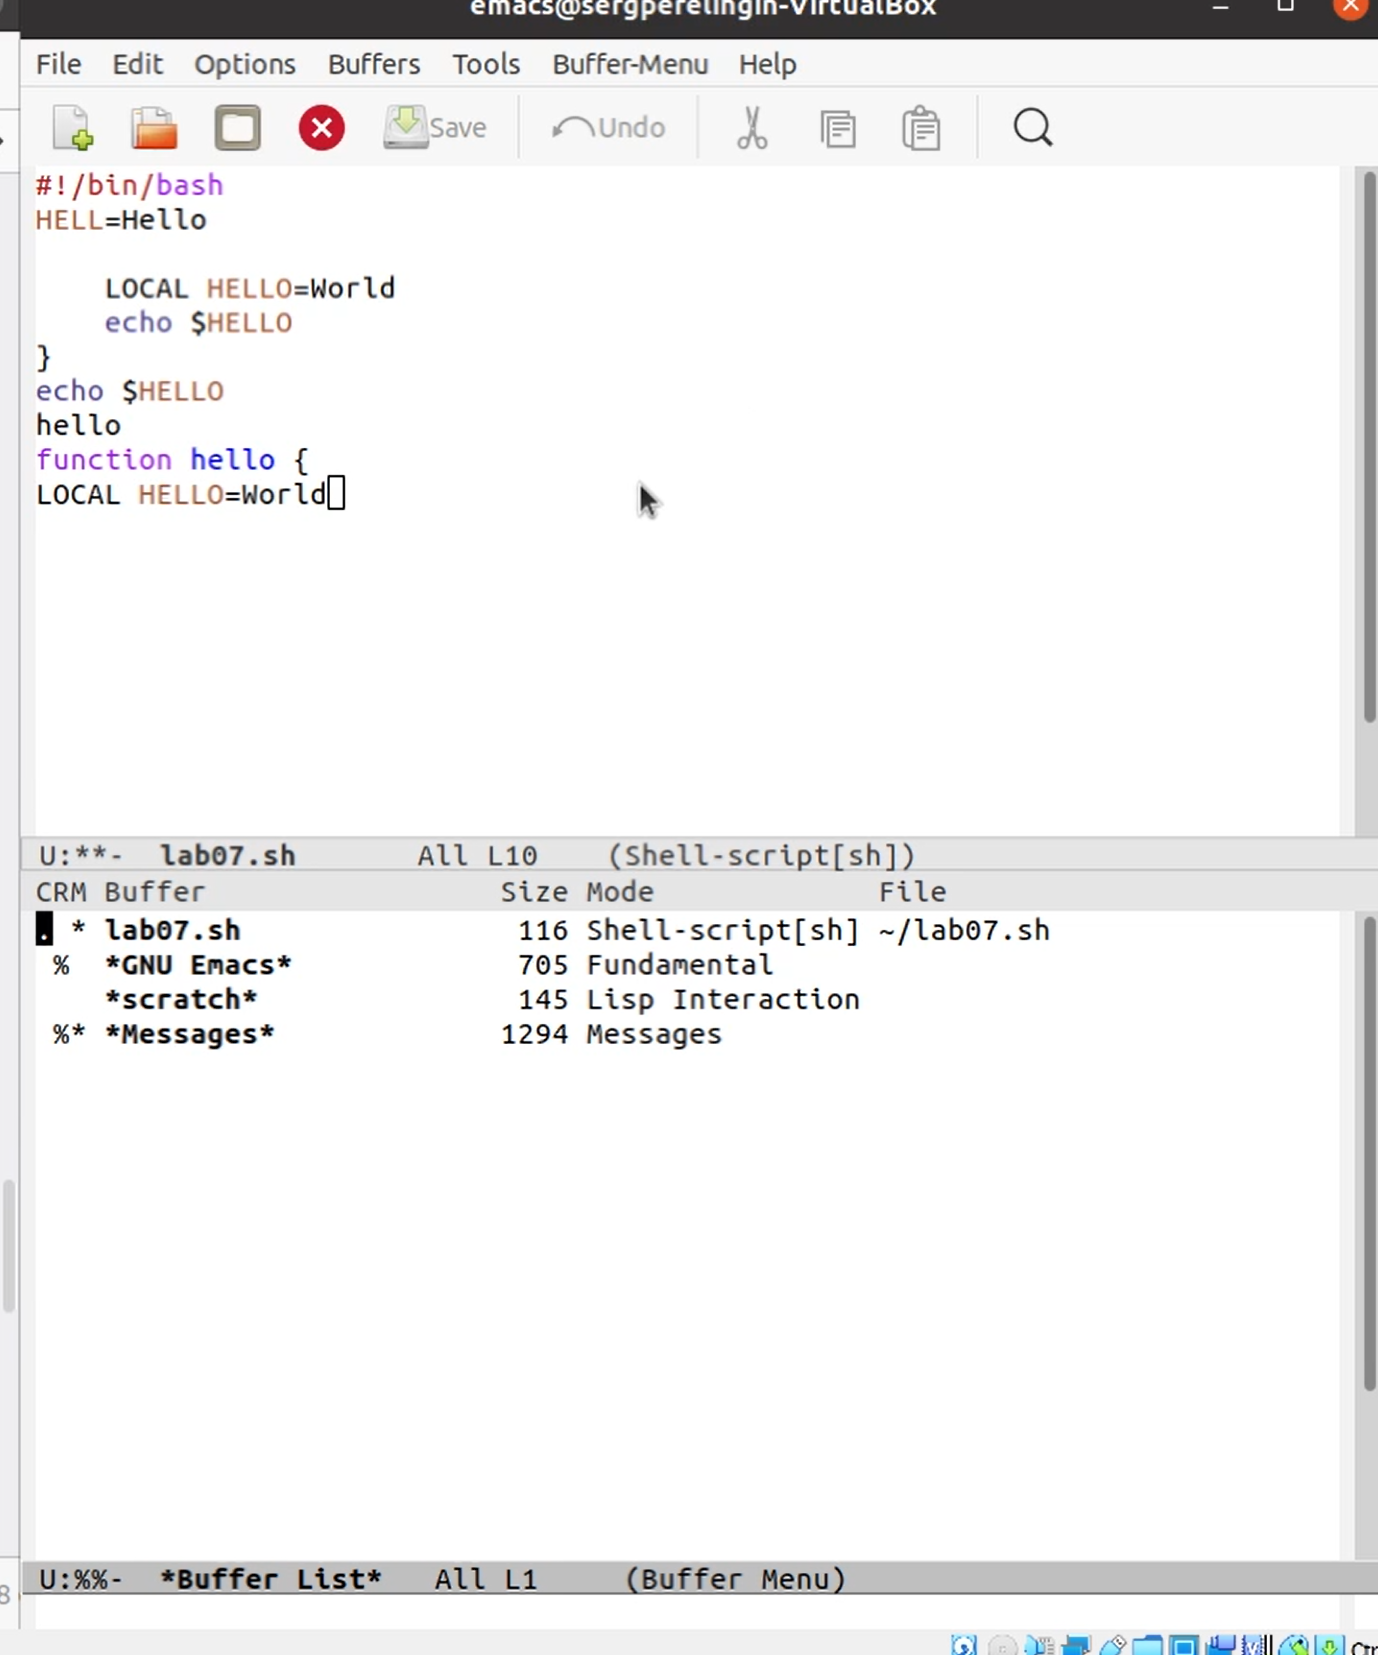 emacs@sergperelingin-VirtualBox
File Edit Options Buffers Tools Buffer-Menu Help
Save Undo
#!/bin/bash
HELL=Hello
LOCAL HELLO=World
echo $HELLO
}
echo $HELLO
hello
function hello {
LOCAL HELLO=World
U:**- lab07.sh All L10 (Shell-script[sh])
CRM Buffer Size Mode File
. * lab07.sh 116 Shell-script[sh] ~/lab07.sh
% *GNU Emacs* 705 Fundamental
*scratch* 145 Lisp Interaction
%* *Messages* 1294 Messages
U:%%- *Buffer List* All L1 (Buffer Menu)
8